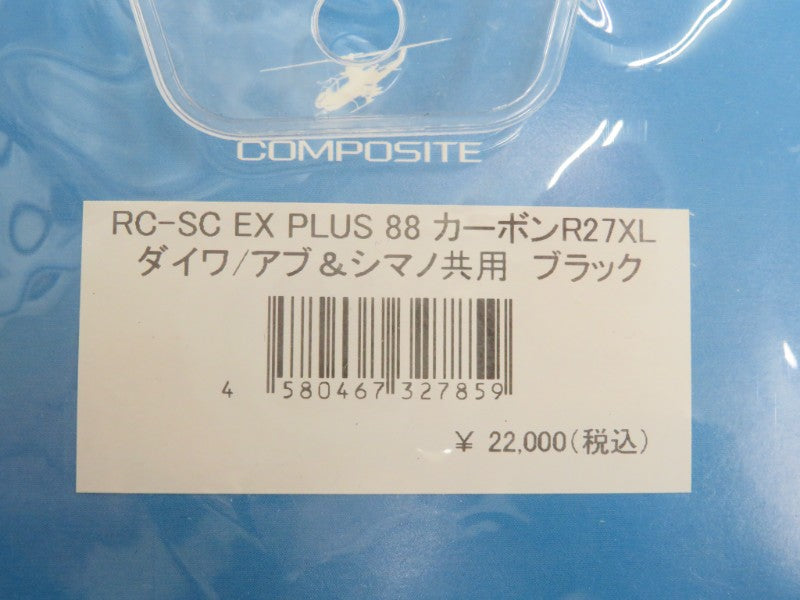 COMPOSITE
RC-SC EX PLUS 88 カーボンR27XL
ダイワ/アブ＆シマノ共用　ブラック
4 580467 327859
¥ 22,000(税込)